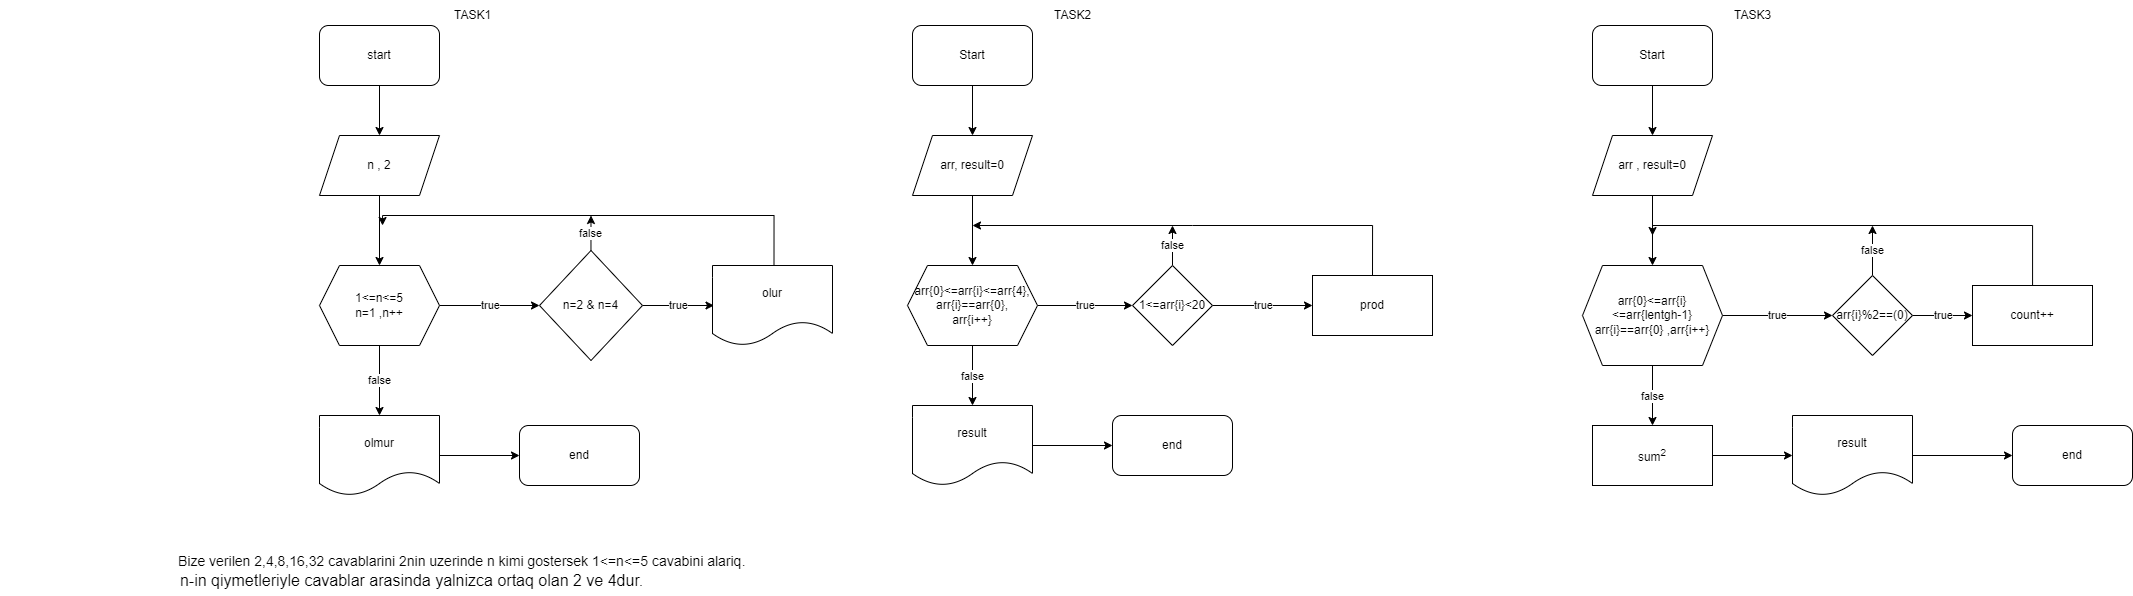 TASK1
start
n , 2
1<=n<=5
n=1 ,n++
true
n=2 & n=4
false
true
olur
false
olmur
end
Bize verilen 2,4,8,16,32 cavablarini 2nin uzerinde n kimi gostersek 1<=n<=5 cavabini alariq.
n-in qiymetleriyle cavablar arasinda yalnizca ortaq olan 2 ve 4dur.
TASK2
Start
arr, result=0
arr{0}<=arr{i}<=arr{4},
arr{i}==arr{0},
arr{i++}
true
1<=arr{i}<20
false
true
prod
false
result
end
TASK3
Start
arr , result=0
arr{0}<=arr{i}
<=arr{lentgh-1}
arr{i}==arr{0} ,arr{i++}
true
arr{i}%2==(0)
false
true
count++
false
sum²
result
end